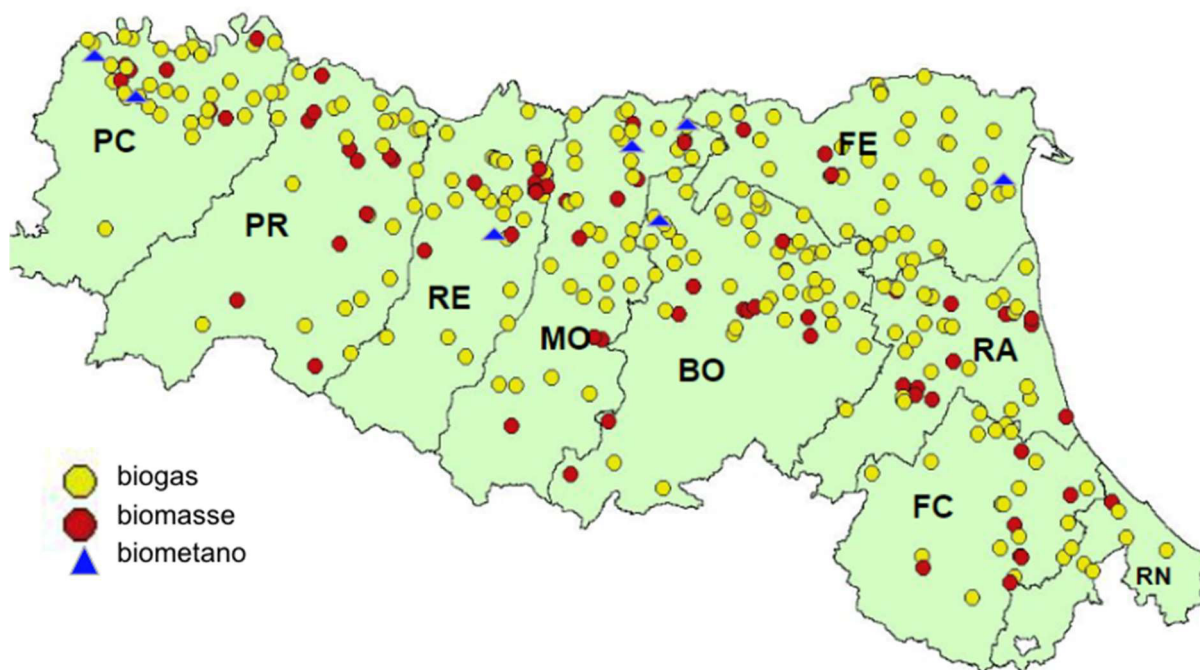 PC
FE
PR
RE
MO
RA
BO
biogas
biomasse
FC
biometano
RN